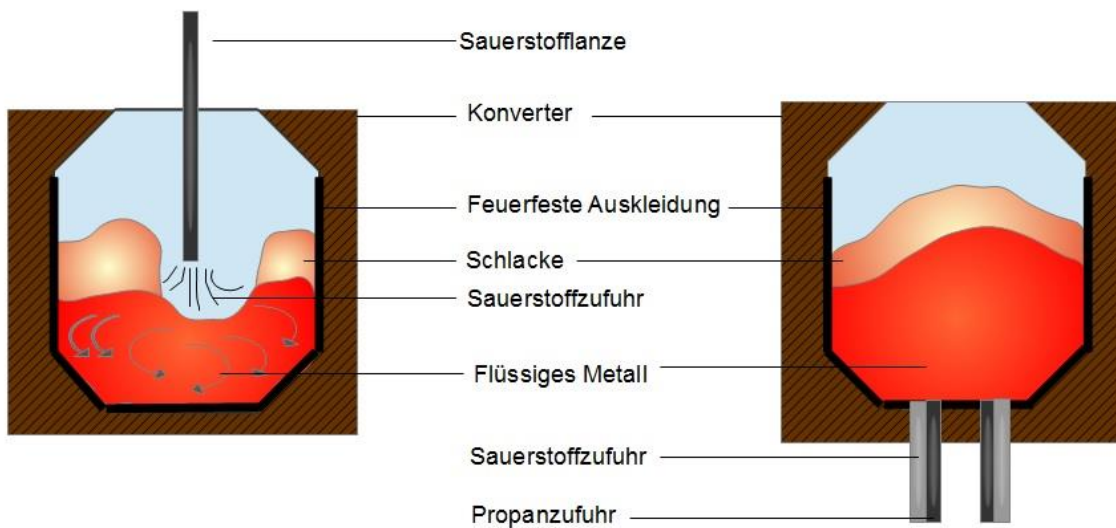 Sauerstofflanze
Konverter
Feuerfeste Auskleidung
Schlacke
Sauerstoffzufuhr
Flüssiges Metall
Sauerstoffzufuhr
Propanzufuhr